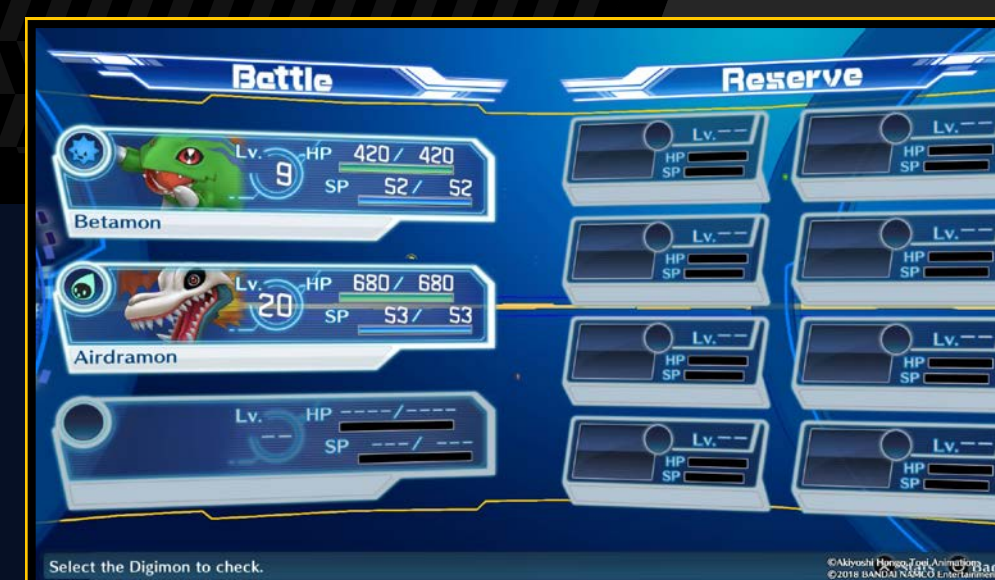 Battle
Reserve
Lv. 9 HP 420 / 420
SP 52 / 52
Betamon
Lv. 20 HP 680 / 680
SP 53 / 53
Airdramon
Lv. -- HP ----/----
SP ---/ ---
Lv.--
HP
SP
Lv.--
HP
SP
Lv.--
HP
SP
Lv.--
HP
SP
Lv.--
HP
SP
Lv.--
HP
SP
Lv.--
HP
SP
Lv.--
HP
SP
Select the Digimon to check.
©Akiyoshi Hongo, Toei Animation
©2018 BANDAI NAMCO Entertainment